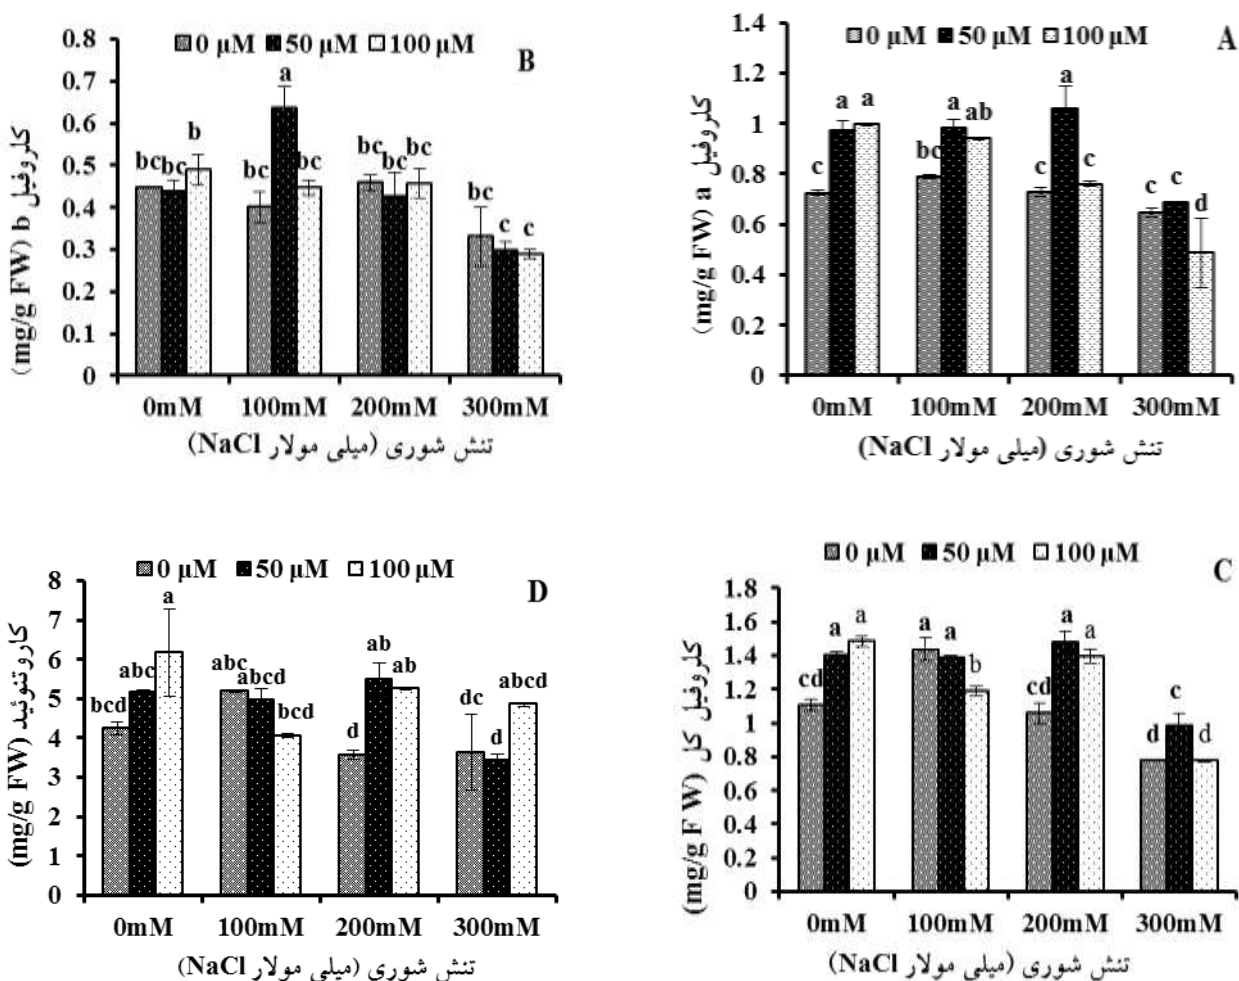 B
0 µM 50 µM 100 µM
کلروفیل b (mg/g FW)
0.8
0.7
0.6
0.5
0.4
0.3
0.2
0.1
0
bc bc b
bc a bc
bc bc bc
bc c c
0mM 100mM 200mM 300mM
تنش شوری (میلی مولار NaCl)
A
0 µM 50 µM 100 µM
کلروفیل a (mg/g FW)
1.4
1.2
1
0.8
0.6
0.4
0.2
0
c a a
bc a ab
c a c
c c d
0mM 100mM 200mM 300mM
تنش شوری (میلی مولار NaCl)
D
0 µM 50 µM 100 µM
کاروتنوئید (mg/g FW)
8
7
6
5
4
3
2
1
0
bcd abc a
abc abcd bcd
d ab ab
dc d abcd
0mM 100mM 200mM 300mM
تنش شوری (میلی مولار NaCl)
C
0 µM 50 µM 100 µM
کلروفیل کل (mg/g F W)
1.8
1.6
1.4
1.2
1
0.8
0.6
0.4
0.2
0
cd a a
a a b
cd a a
d c d
0mM 100mM 200mM 300mM
تنش شوری (میلی مولار NaCl)